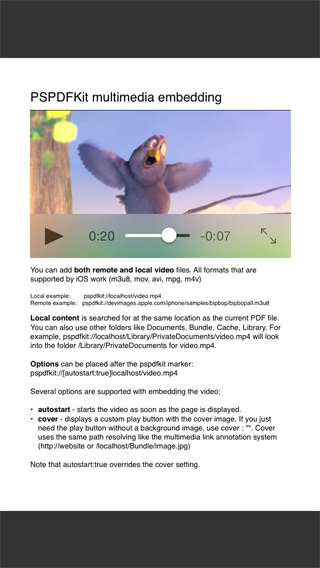 PSPDFKit multimedia embedding
0:20
-0:07
You can add both remote and local video files. All formats that are
supported by iOS work (m3u8, mov, avi, mpg, m4v)
Local example: pspdfkit://localhost/video.mp4
Remote example: pspdfkit://devimages.apple.com/iphone/samples/bipbop/bipbopall.m3u8
Local content is searched for at the same location as the current PDF file.
You can also use other folders like Documents, Bundle, Cache, Library. For
example, pspdfkit://localhost/Library/PrivateDocuments/video.mp4 will look
into the folder /Library/PrivateDocuments for video.mp4.
Options can be placed after the pspdfkit marker:
pspdfkit://[autostart:true]localhost/video.mp4
Several options are supported with embedding the video:
• autostart - starts the video as soon as the page is displayed.
• cover - displays a custom play button with the cover image. If you just
need the play button without a background image, use cover : "". Cover
uses the same path resolving like the multimedia link annotation system
(http://website or /localhost/Bundle/image.jpg)
Note that autostart:true overrides the cover setting.